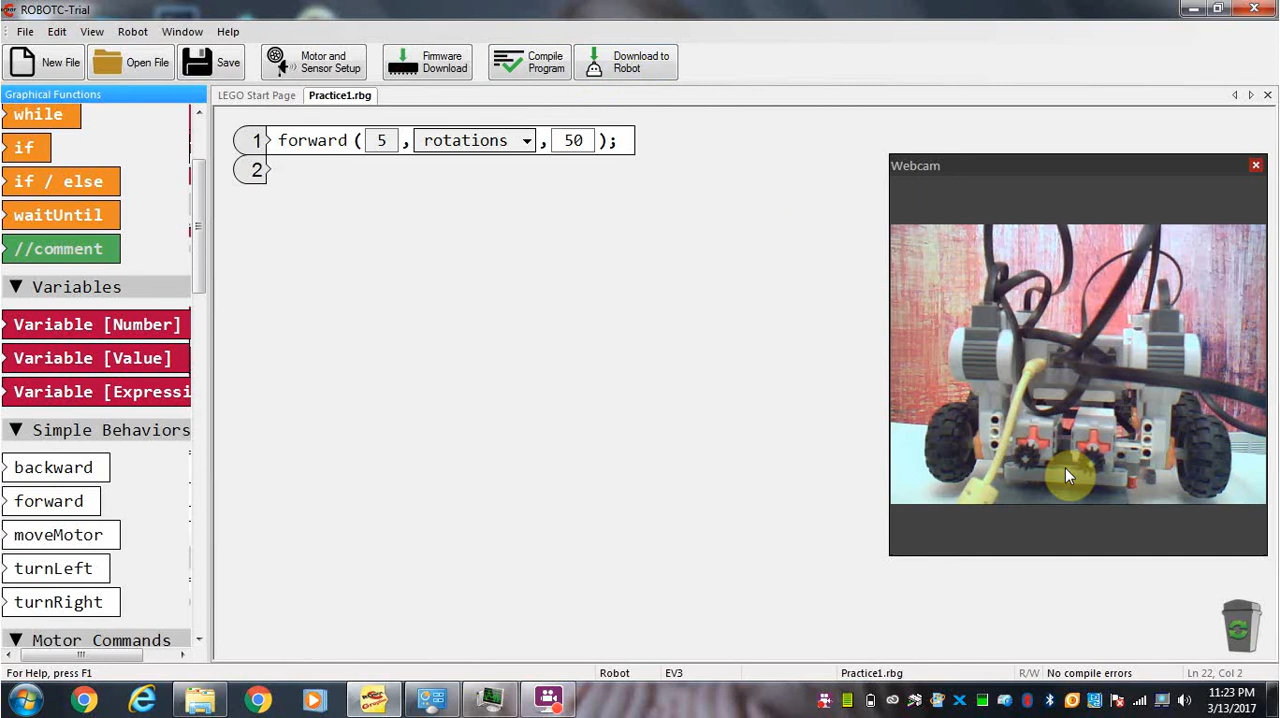 ROBOTC-Trial
File Edit View Robot Window Help
New File
Open File
Save
Motor and
Sensor Setup
Firmware
Download
Compile
Program
Download to
Robot
Graphical Functions
LEGO Start Page
Practice1.rbg
while
if
if / else
waitUntil
//comment
Variables
Variable [Number]
Variable [Value]
Variable [Expressi
Simple Behaviors
backward
forward
moveMotor
turnLeft
turnRight
Motor Commands
1 forward ( 5 , rotations , 50 );
2
Webcam
For Help, press F1
Robot
EV3
Practice1.rbg
R/W
No compile errors
Ln 22, Col 2
11:23 PM
3/13/2017